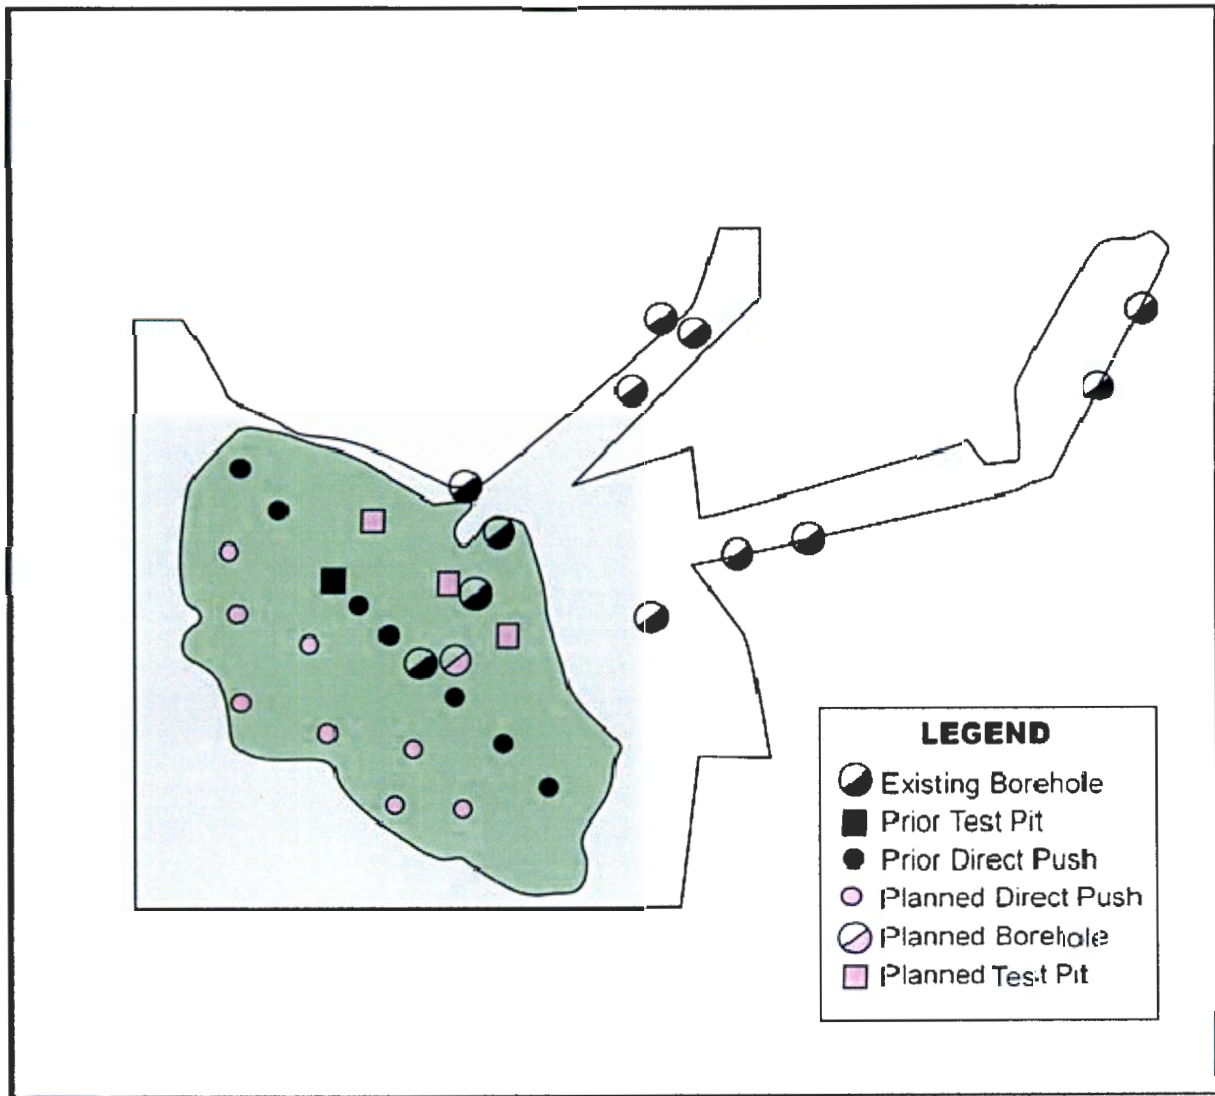 LEGEND
Existing Borehole
Prior Test Pit
Prior Direct Push
Planned Direct Push
Planned Borehole
Planned Test Pit